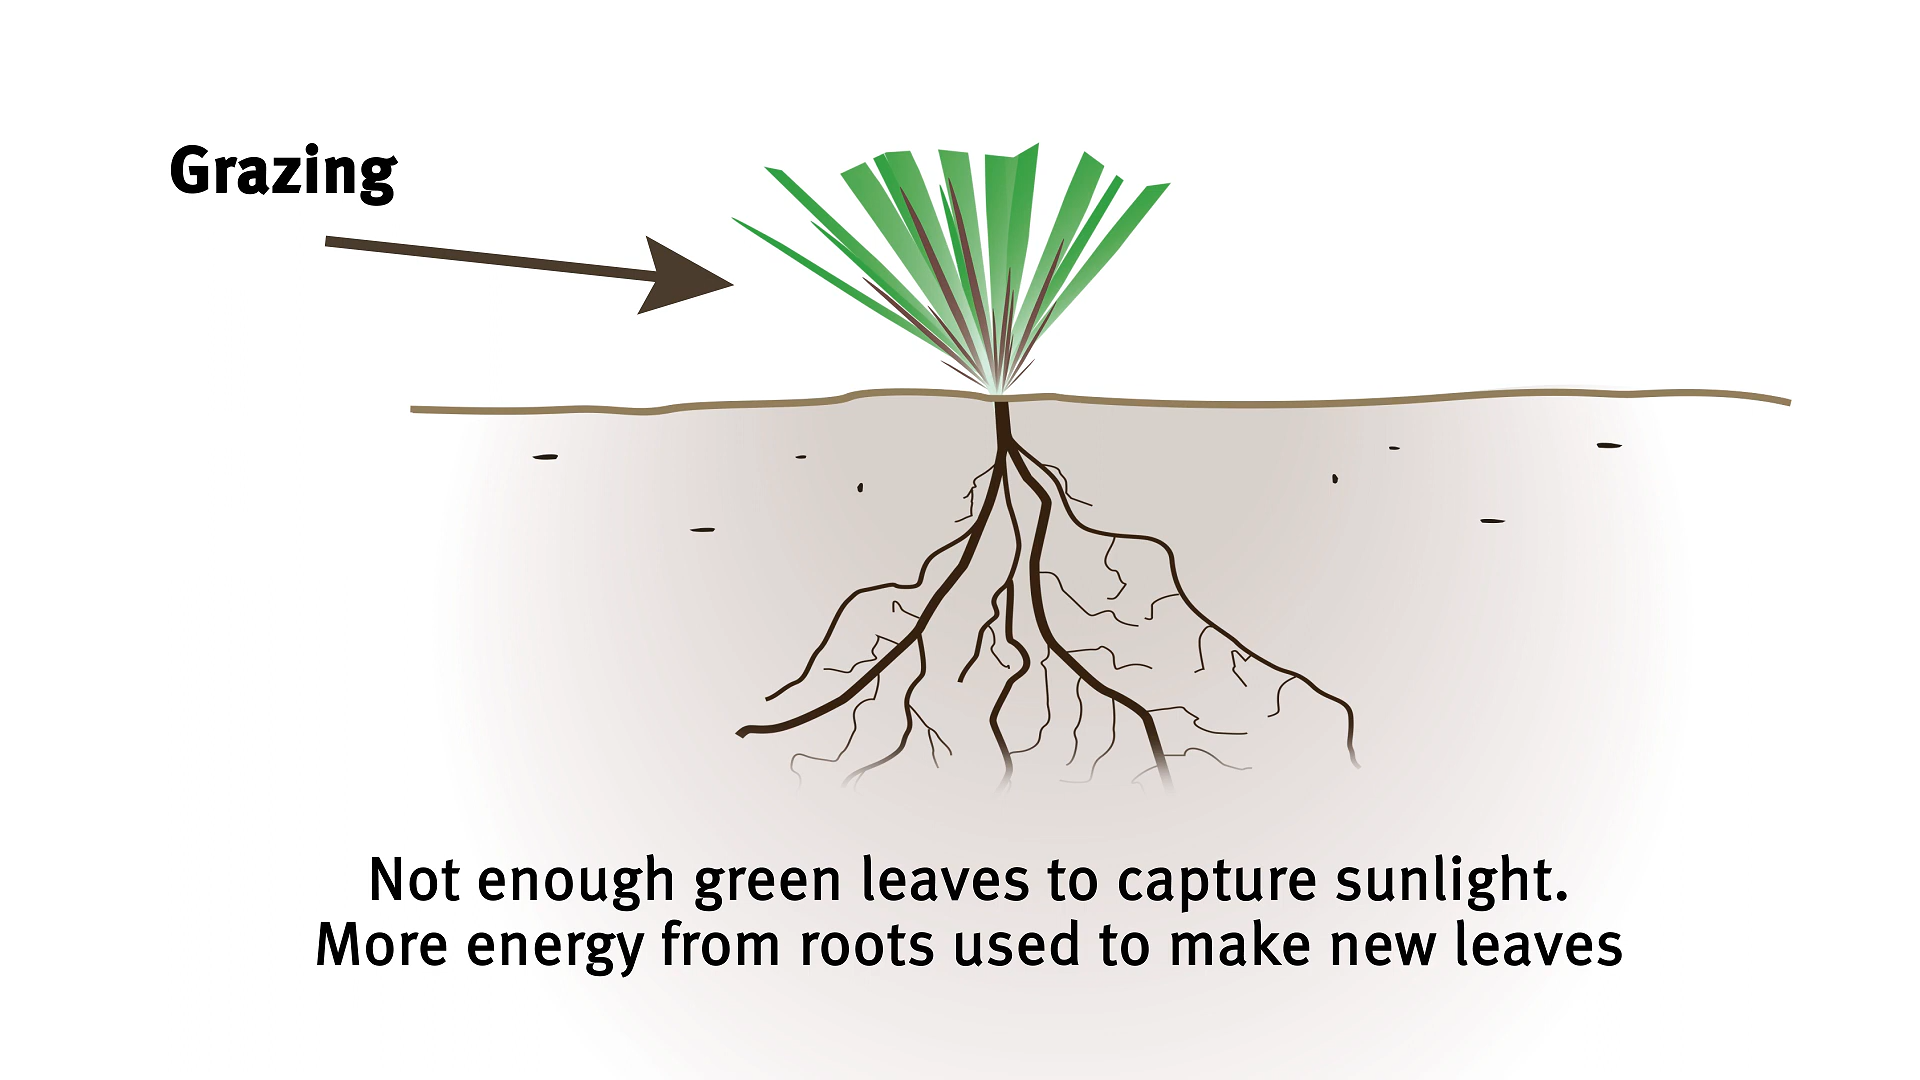 Grazing
Not enough green leaves to capture sunlight.
More energy from roots used to make new leaves